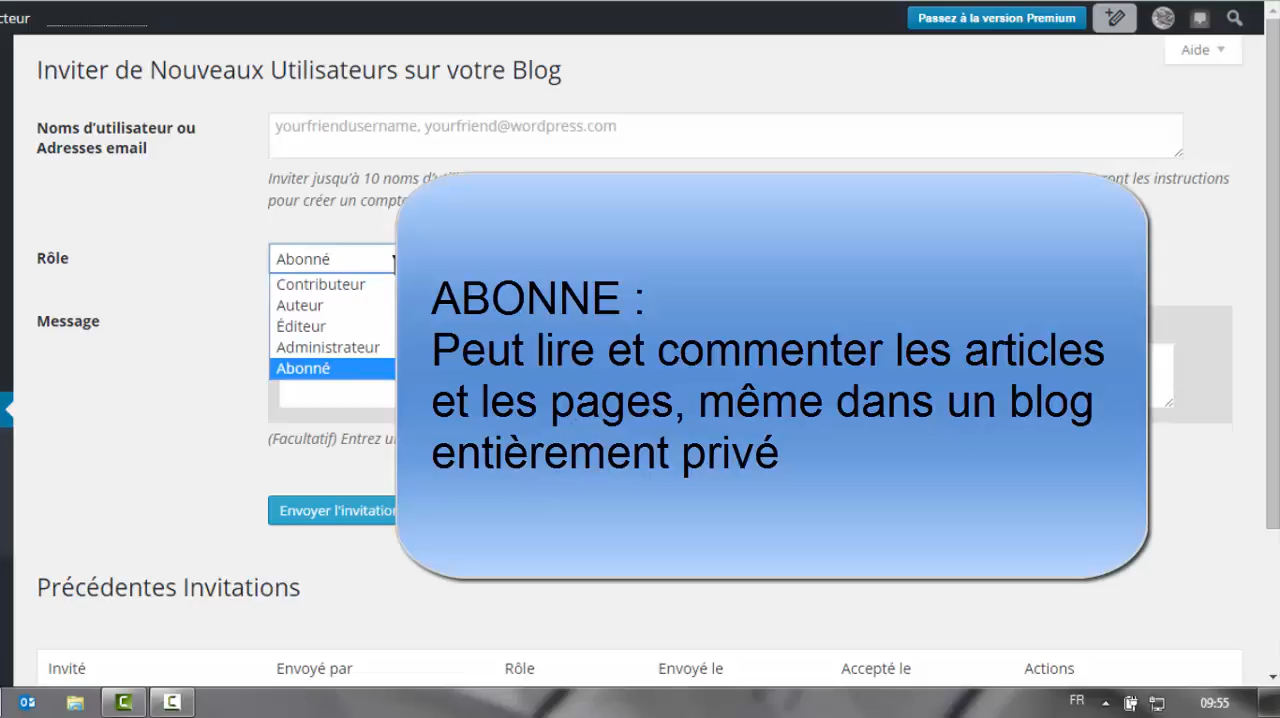 cteur
Passez à la version Premium
Aide
Inviter de Nouveaux Utilisateurs sur votre Blog
Noms d'utilisateur ou
Adresses email
yourfriendusername, yourfriend@wordpress.com
Inviter jusqu'à 10 noms
ont les instructions
pour créer un compte
Rôle
Abonné
Contributeur
Auteur
Éditeur
Administrateur
Abonné
Message
ABONNE :
Peut lire et commenter les articles
et les pages, même dans un blog
entièrement privé
(Facultatif) Entrez
Envoyer l'invitation
Précédentes Invitations
Invité Envoyé par Rôle Envoyé le Accepté le Actions
FR
09:55